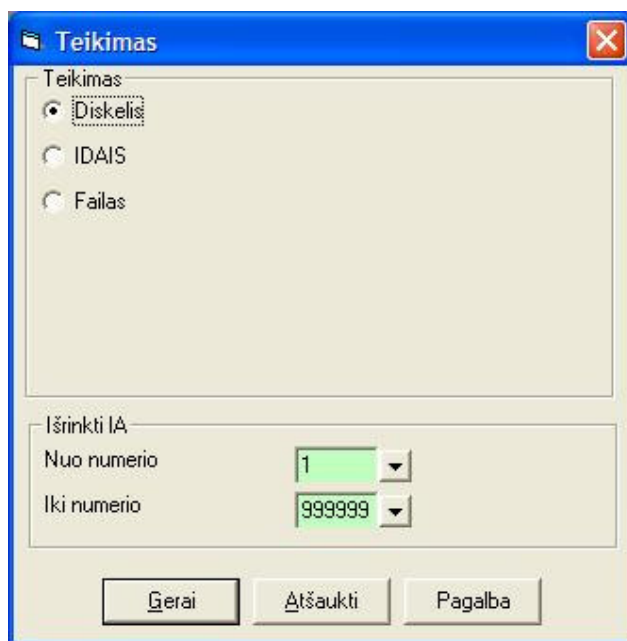 Teikimas
Teikimas
Diskelis
IDAIS
Failas
Išrinkti IA
Nuo numerio 1
Iki numerio 999999
Gerai Atšaukti Pagalba